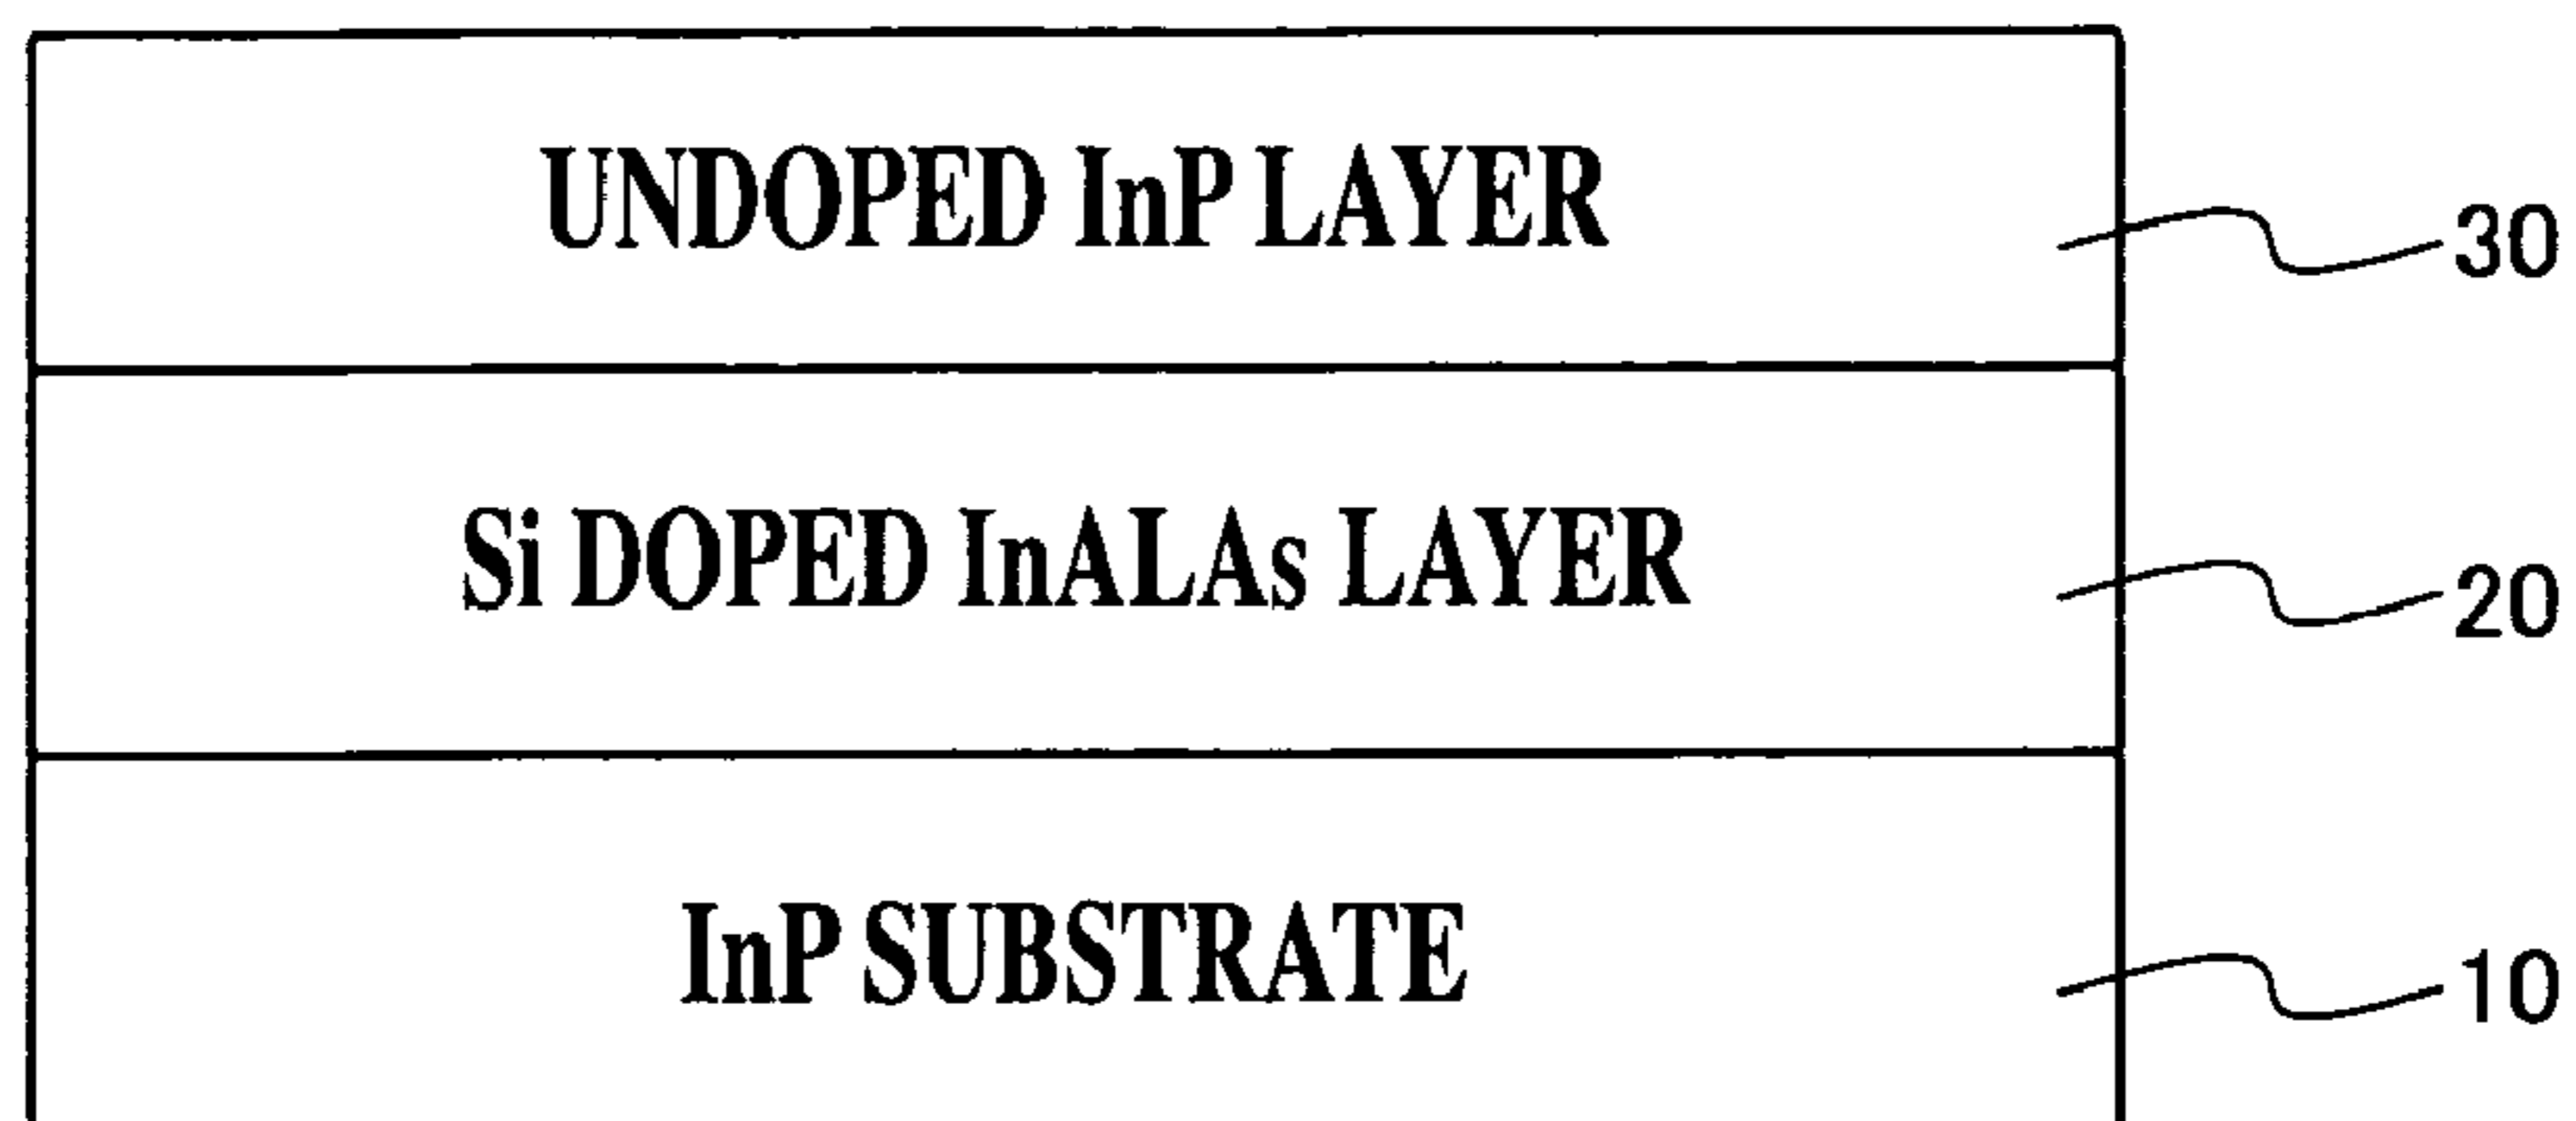 UNDOPED InP LAYER
30
Si DOPED InALAs LAYER
20
InP SUBSTRATE
10